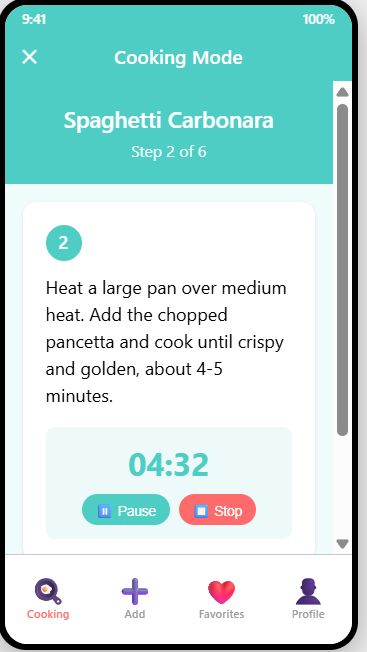 9:41 100%
✕ Cooking Mode
Spaghetti Carbonara
Step 2 of 6
2
Heat a large pan over medium
heat. Add the chopped
pancetta and cook until crispy
and golden, about 4-5
minutes.
04:32
⏸ Pause ⏹ Stop
Cooking Add Favorites Profile